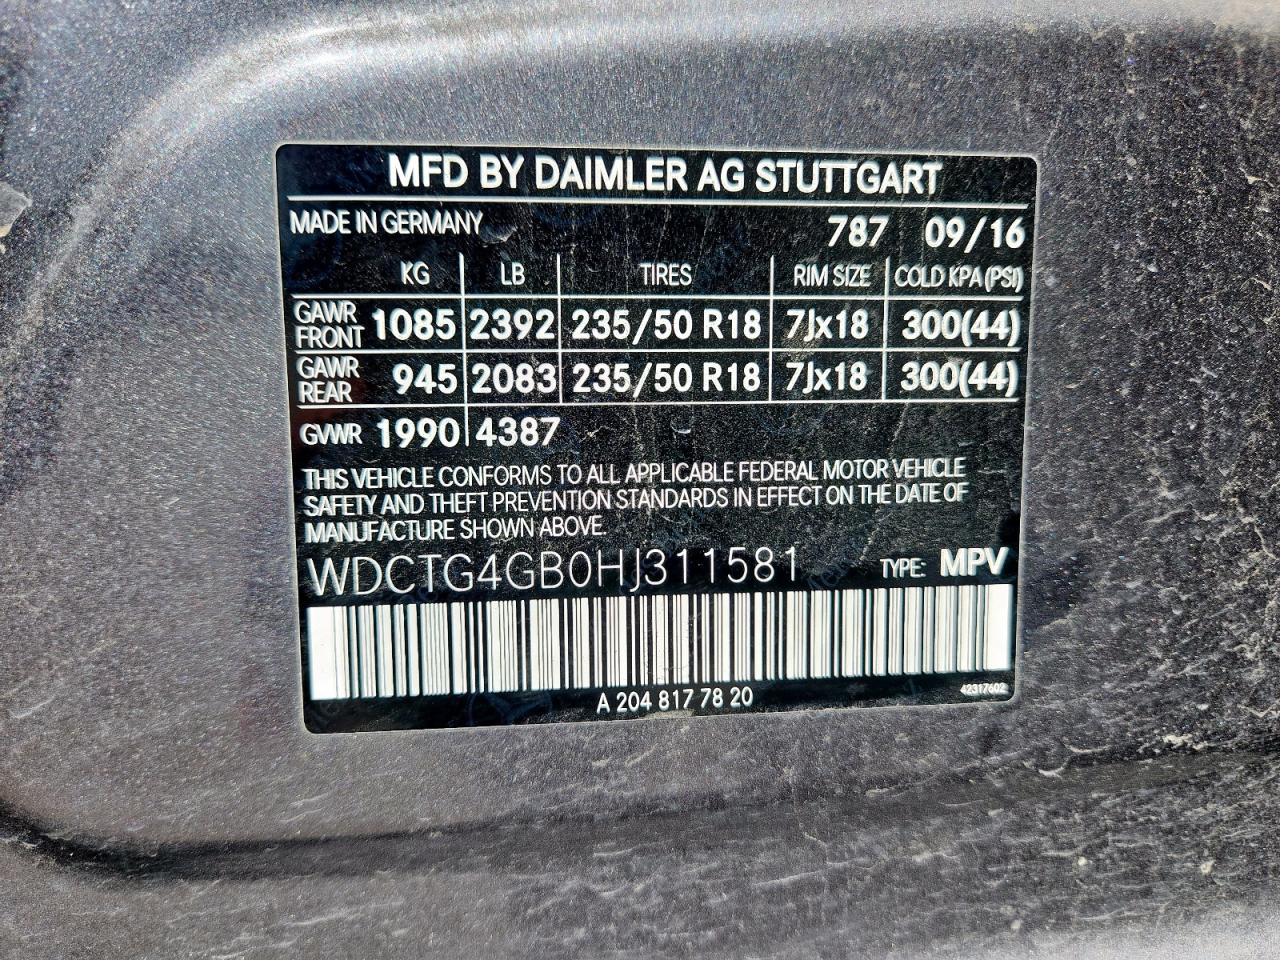 MFD BY DAIMLER AG STUTTGART
MADE IN GERMANY 787 09/16
KG LB TIRES RIM SIZE COLD KPA (PSI)
GAWR FRONT 1085 2392 235/50 R18 7Jx18 300(44)
GAWR REAR 945 2083 235/50 R18 7Jx18 300(44)
GVWR 1990 4387
THIS VEHICLE CONFORMS TO ALL APPLICABLE FEDERAL MOTOR VEHICLE
SAFETY AND THEFT PREVENTION STANDARDS IN EFFECT ON THE DATE OF
MANUFACTURE SHOWN ABOVE.
WDCTG4GB0HJ311581 TYPE: MPV
A 204 817 78 20 42317602